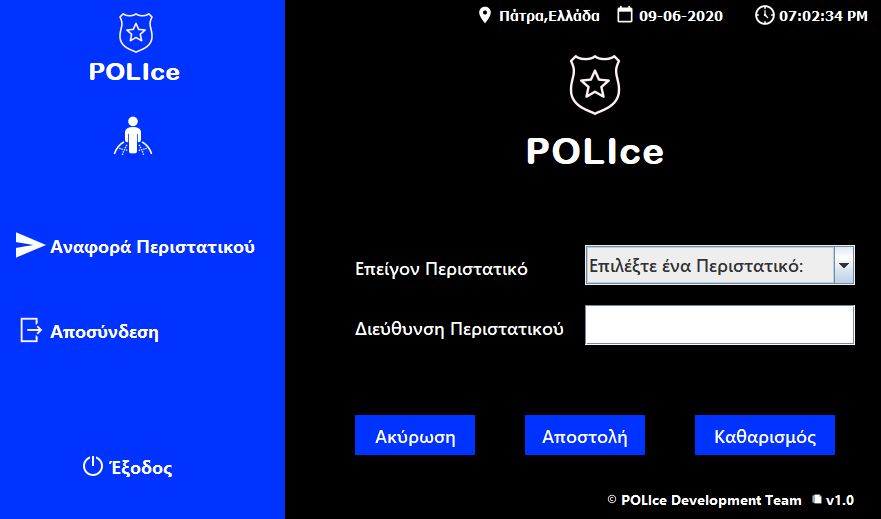 POLIce
Αναφορά Περιστατικού
Αποσύνδεση
Έξοδος
Πάτρα,Ελλάδα 09-06-2020 07:02:34 PM
POLIce
Επείγον Περιστατικό Επιλέξτε ένα Περιστατικό:
Διεύθυνση Περιστατικού
Ακύρωση Αποστολή Καθαρισμός
© POLIce Development Team v1.0